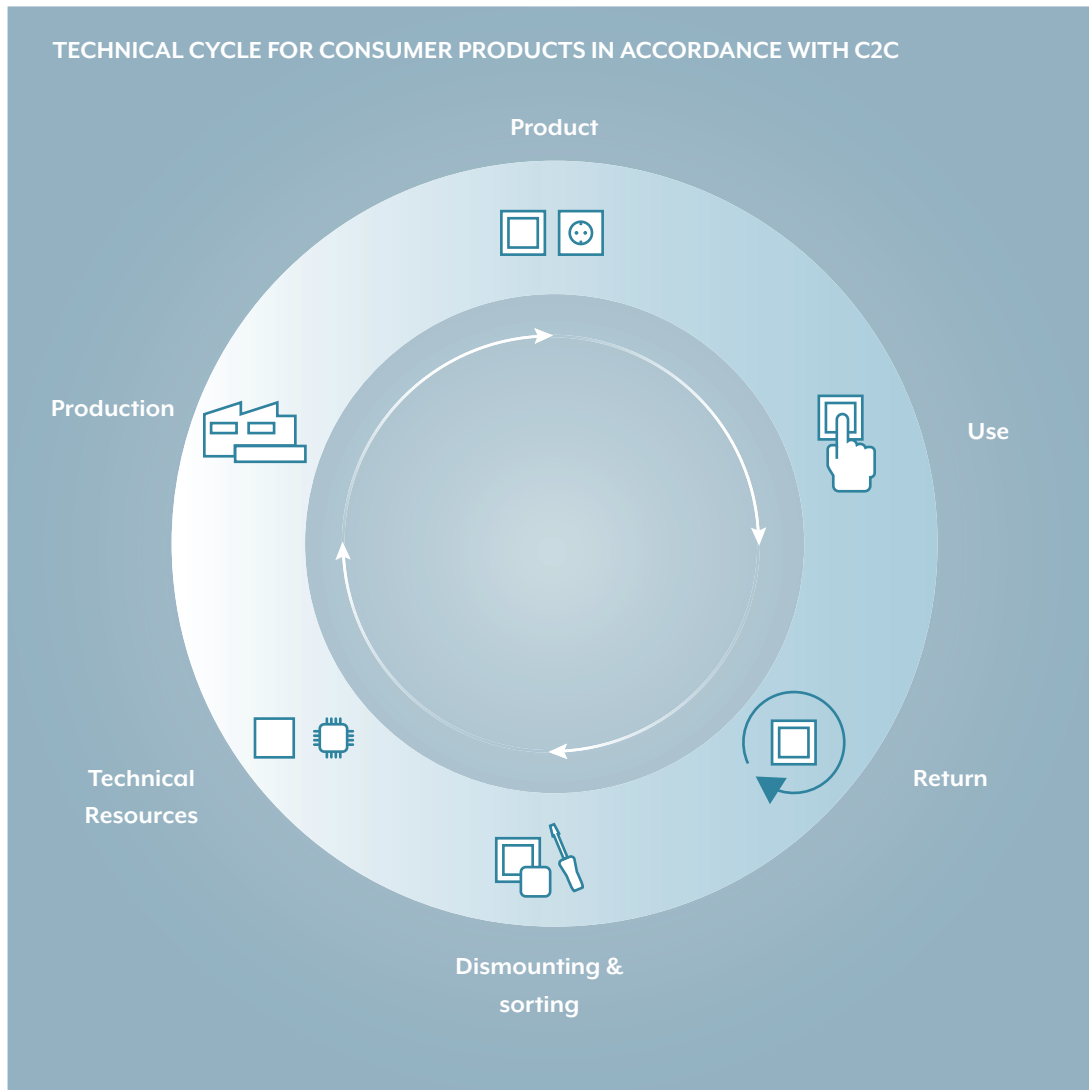 TECHNICAL CYCLE FOR CONSUMER PRODUCTS IN ACCORDANCE WITH C2C
Product
Production
Use
Technical
Resources
Return
Dismounting &
sorting